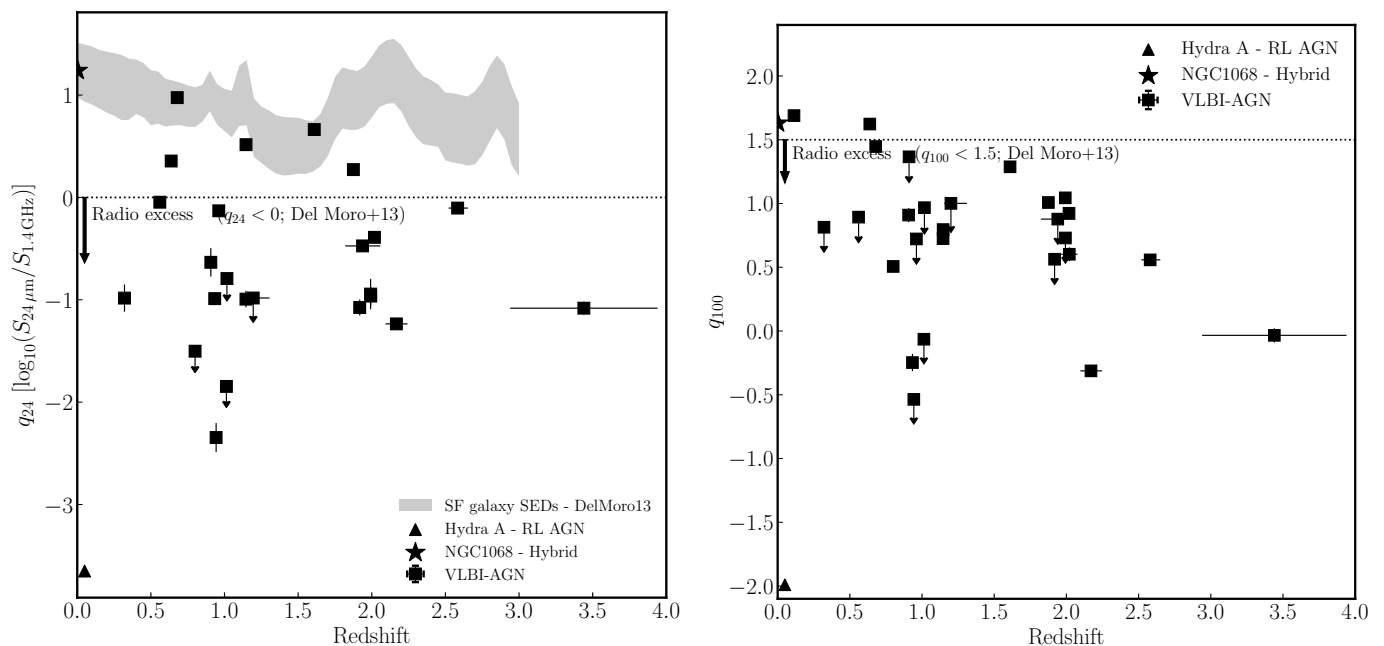 1
0
−1
−2
−3
q24 [log10(S24 μm/S1.4 GHz)]
Radio excess (q24 < 0; Del Moro+13)
SF galaxy SEDs - DelMoro13
Hydra A - RL AGN
NGC1068 - Hybrid
VLBI-AGN
0.0 0.5 1.0 1.5 2.0 2.5 3.0 3.5 4.0
Redshift
2.0
1.5
1.0
0.5
0.0
−0.5
−1.0
−1.5
−2.0
q100
Hydra A - RL AGN
NGC1068 - Hybrid
VLBI-AGN
Radio excess (q100 < 1.5; Del Moro+13)
0.0 0.5 1.0 1.5 2.0 2.5 3.0 3.5 4.0
Redshift